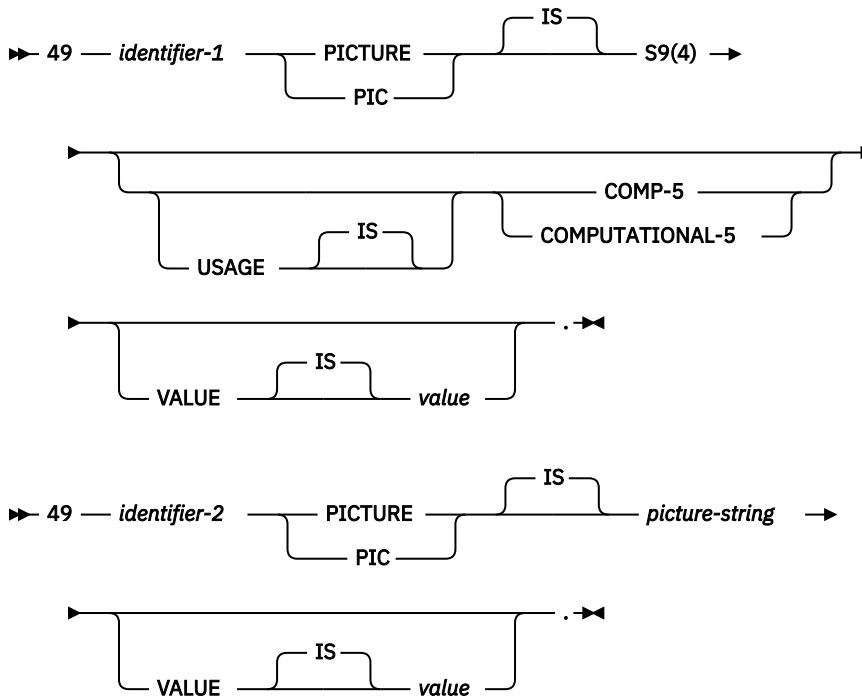 IS
49 identifier-1 PICTURE S9(4)
PIC
COMP-5
IS
USAGE COMPUTATIONAL-5
.
IS
VALUE value
IS
49 identifier-2 PICTURE picture-string
PIC
.
IS
VALUE value